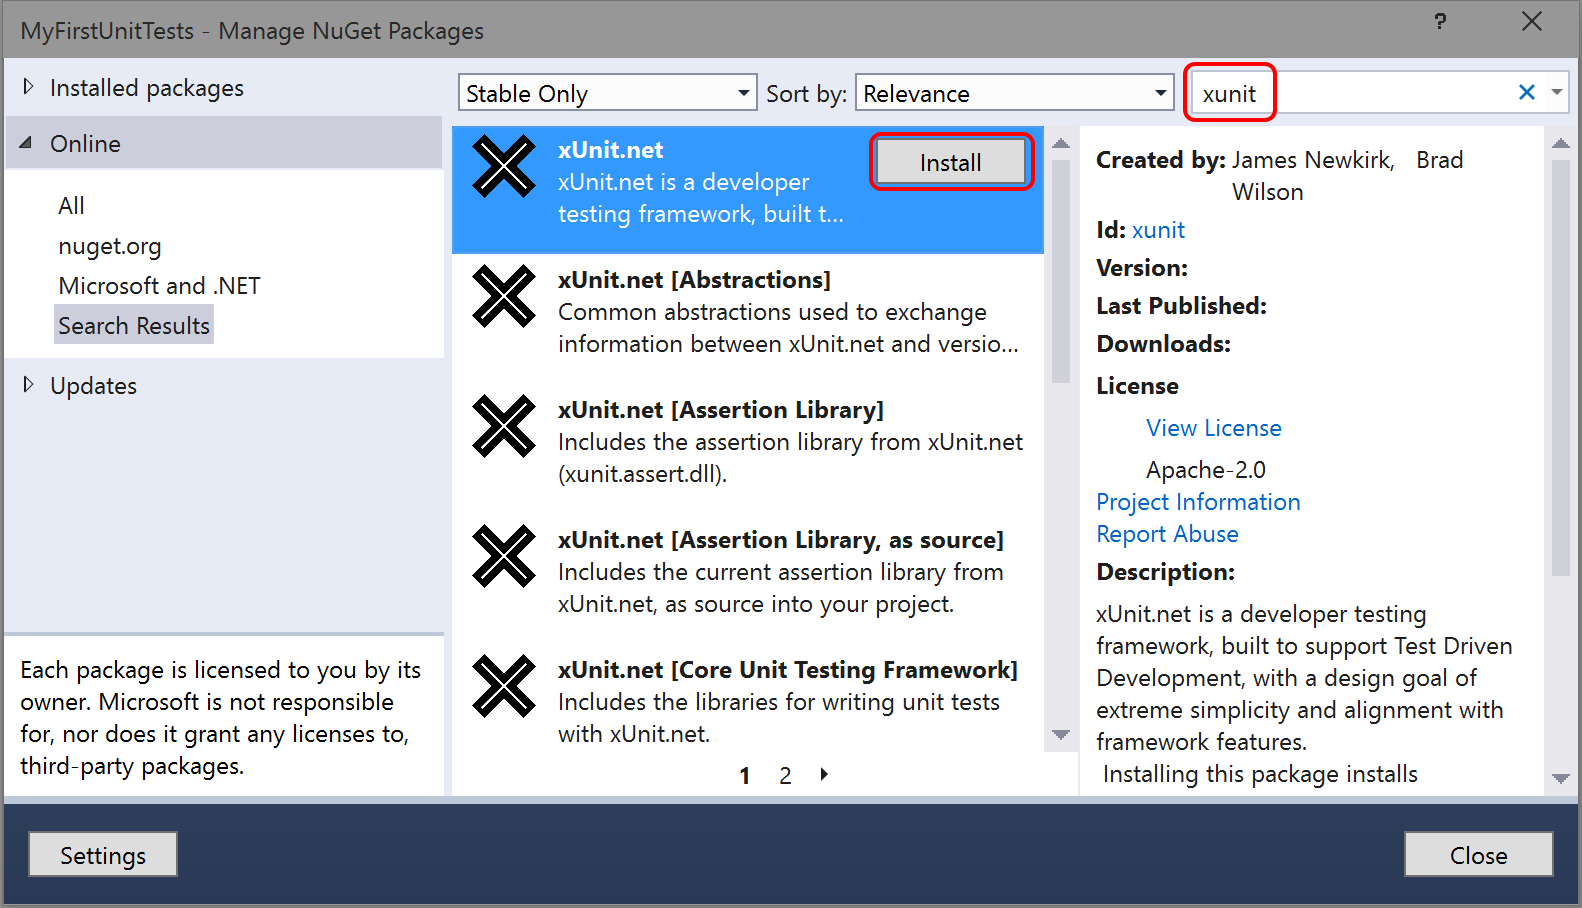 MyFirstUnitTests - Manage NuGet Packages
?
Installed packages
Online
All
nuget.org
Microsoft and .NET
Search Results
Updates
Each package is licensed to you by its
owner. Microsoft is not responsible
for, nor does it grant any licenses to,
third-party packages.
Stable Only
Sort by:
Relevance
xunit
xUnit.net
xUnit.net is a developer
testing framework, built t...
Install
xUnit.net [Abstractions]
Common abstractions used to exchange
information between xUnit.net and versio...
xUnit.net [Assertion Library]
Includes the assertion library from xUnit.net
(xunit.assert.dll).
xUnit.net [Assertion Library, as source]
Includes the current assertion library from
xUnit.net, as source into your project.
xUnit.net [Core Unit Testing Framework]
Includes the libraries for writing unit tests
with xUnit.net.
1 2
Created by: James Newkirk, Brad
Wilson
Id: xunit
Version:
Last Published:
Downloads:
License
View License
Apache-2.0
Project Information
Report Abuse
Description:
xUnit.net is a developer testing
framework, built to support Test Driven
Development, with a design goal of
extreme simplicity and alignment with
framework features.
Installing this package installs
Settings
Close